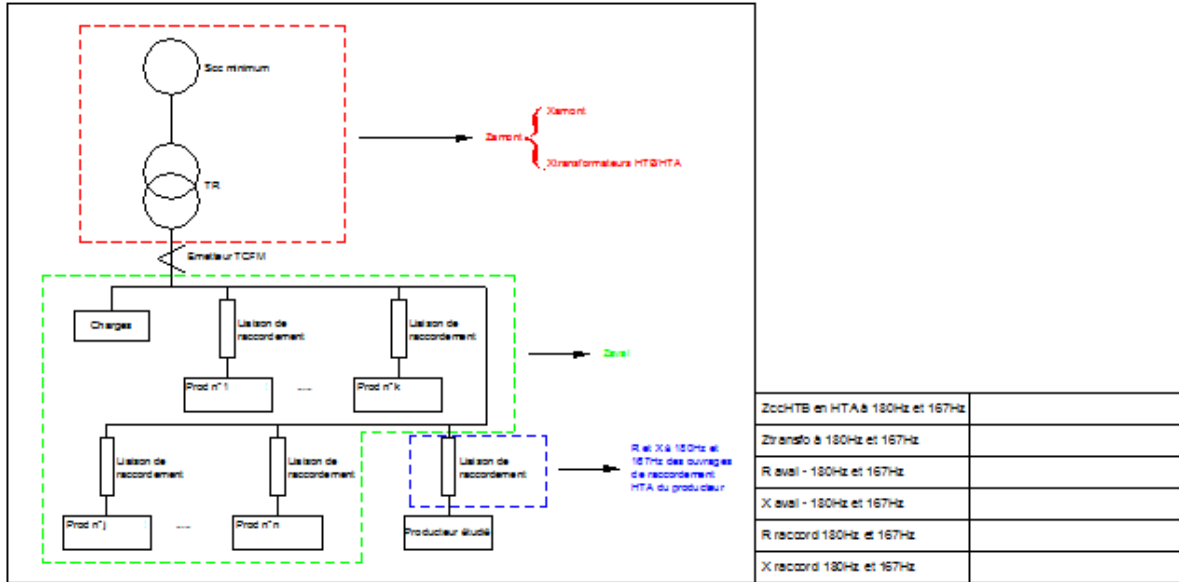 Scc minimum
Xamont
Zamont
Xtransformateurs HTB/HTA
TR
Emetteur TCFM
Charges
Liaison de
raccordement
Liaison de
raccordement
Zaval
Prod n°1
.....
Prod n°k
ZccHTB en HTA à 180Hz et 167Hz
Ztransfo à 180Hz et 167Hz
Liaison de
raccordement
Liaison de
raccordement
Liaison de
raccordement
R et X à 180Hz et
167Hz des ouvrages
de raccordement
HTA du producteur
R aval - 180Hz et 167Hz
X aval - 180Hz et 167Hz
Prod n°j
.....
Prod n°n
Producteur étudié
R raccord 180Hz et 167Hz
X raccord 180Hz et 167Hz